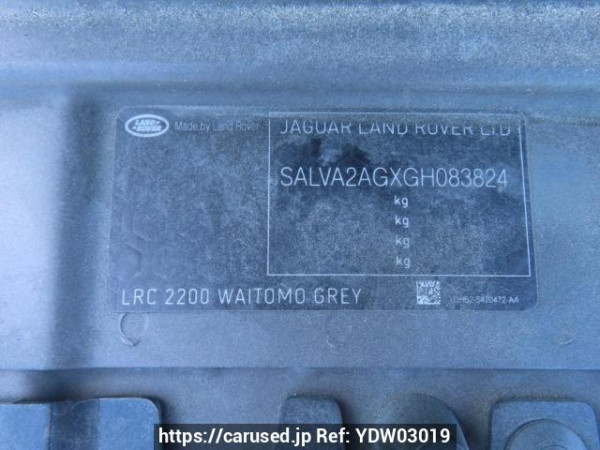 LAND
ROVER
Made by Land Rover
JAGUAR LAND ROVER LTD
SALVA2AGXGH083824
kg
kg
kg
LRC 2200 WAITOMO GREY
https://carused.jp Ref: YDW03019